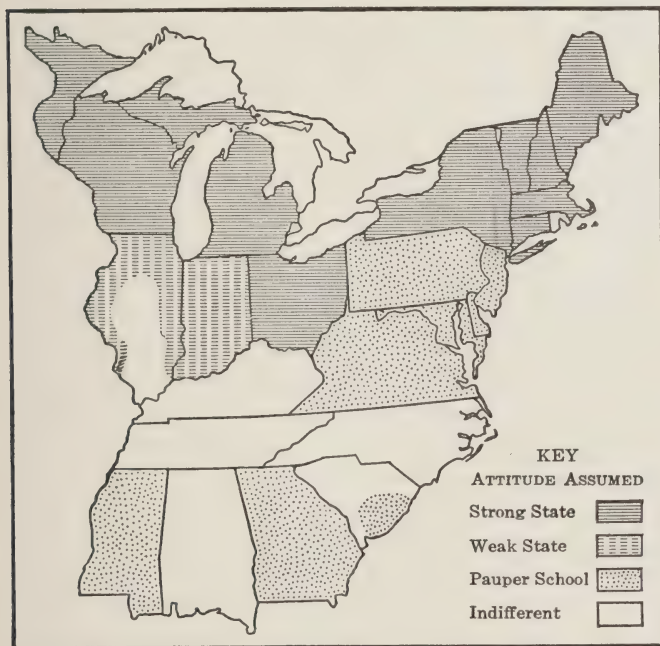 KEY
ATTITUDE ASSUMED
Strong State
Weak State
Pauper School
Indifferent